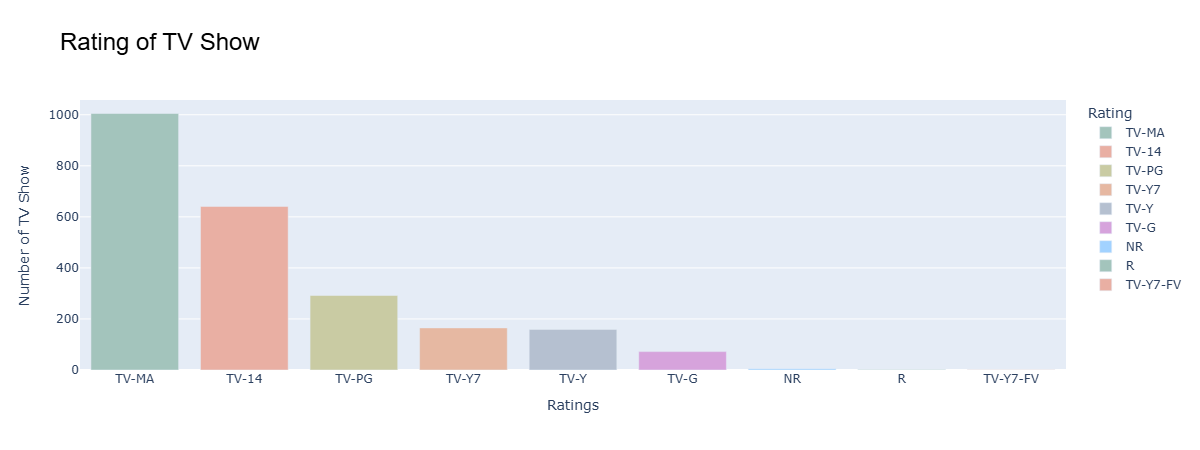 Rating of TV Show
1000
800
600
400
200
0
Number of TV Show
TV-MA TV-14 TV-PG TV-Y7 TV-Y TV-G NR R TV-Y7-FV
Ratings
Rating
TV-MA
TV-14
TV-PG
TV-Y7
TV-Y
TV-G
NR
R
TV-Y7-FV